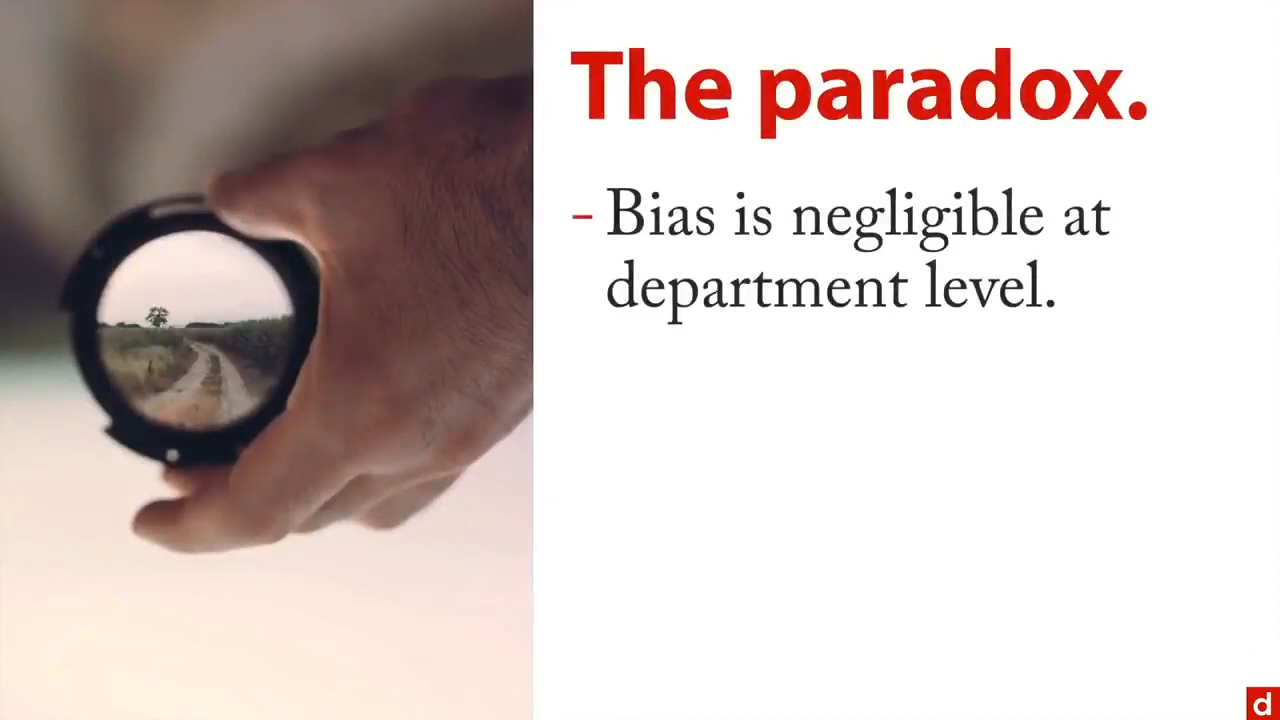 The paradox.
- Bias is negligible at
department level.
d